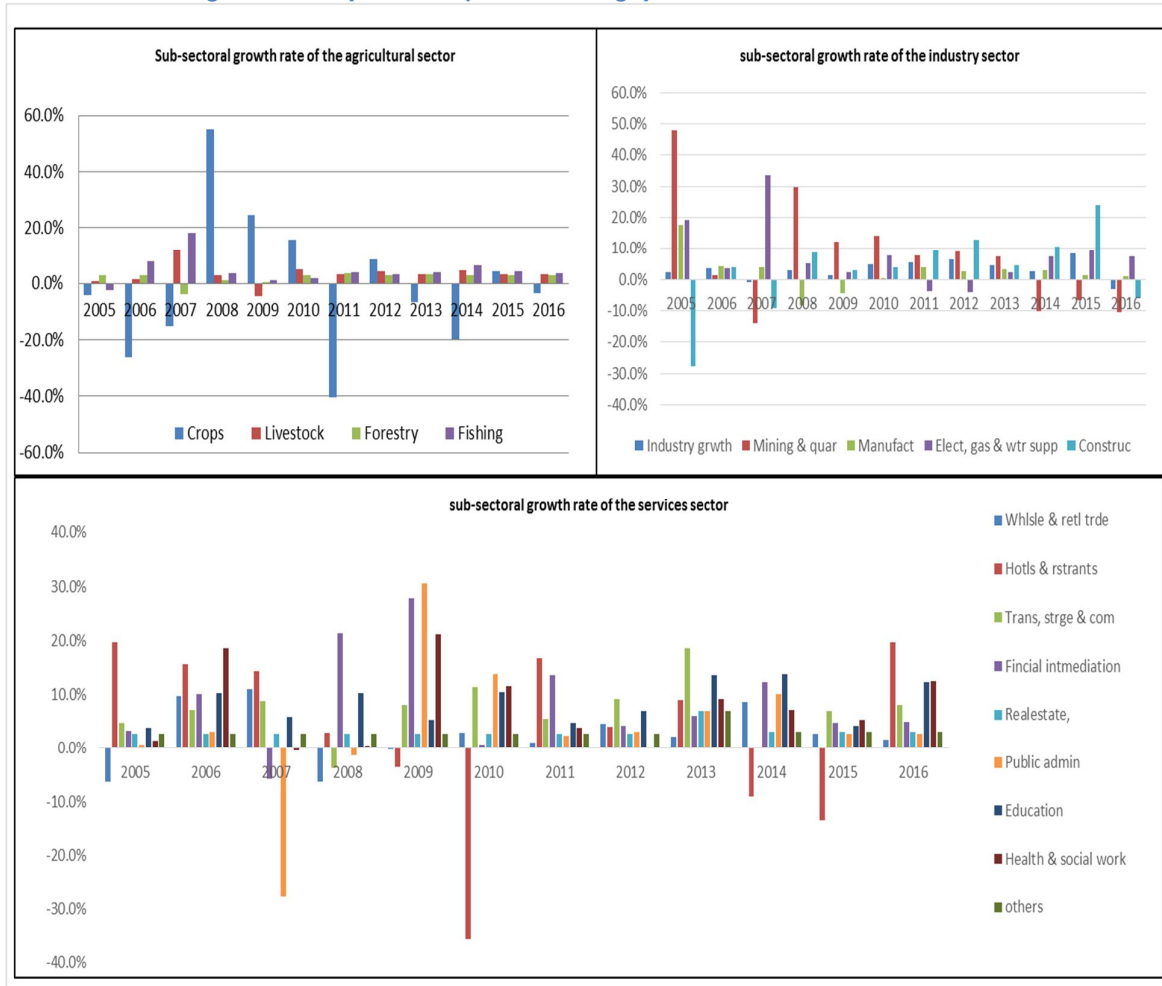 Sub-sectoral growth rate of the agricultural sector
60.0%
40.0%
20.0%
0.0%
2005 2006 2007 2008 2009 2010 2011 2012 2013 2014 2015 2016
-20.0%
-40.0%
-60.0%
Crops Livestock Forestry Fishing
sub-sectoral growth rate of the industry sector
60.0%
50.0%
40.0%
30.0%
20.0%
10.0%
0.0%
2005 2006 2007 2008 2009 2010 2011 2012 2013 2014 2015 2016
-10.0%
-20.0%
-30.0%
-40.0%
Industry grwth Mining & quar Manufact Elect, gas & wtr supp Construc
sub-sectoral growth rate of the services sector
40.0%
30.0%
20.0%
10.0%
0.0%
2005 2006 2007 2008 2009 2010 2011 2012 2013 2014 2015 2016
-10.0%
-20.0%
-30.0%
-40.0%
Whlsle & retl trde
Hotls & rstrants
Trans, strge & com
Fincial intmediation
Realestate,
Public admin
Education
Health & social work
others